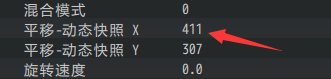 混合模式 0
平移-动态快照 X 411
平移-动态快照 Y 307
旋转速度 0.0